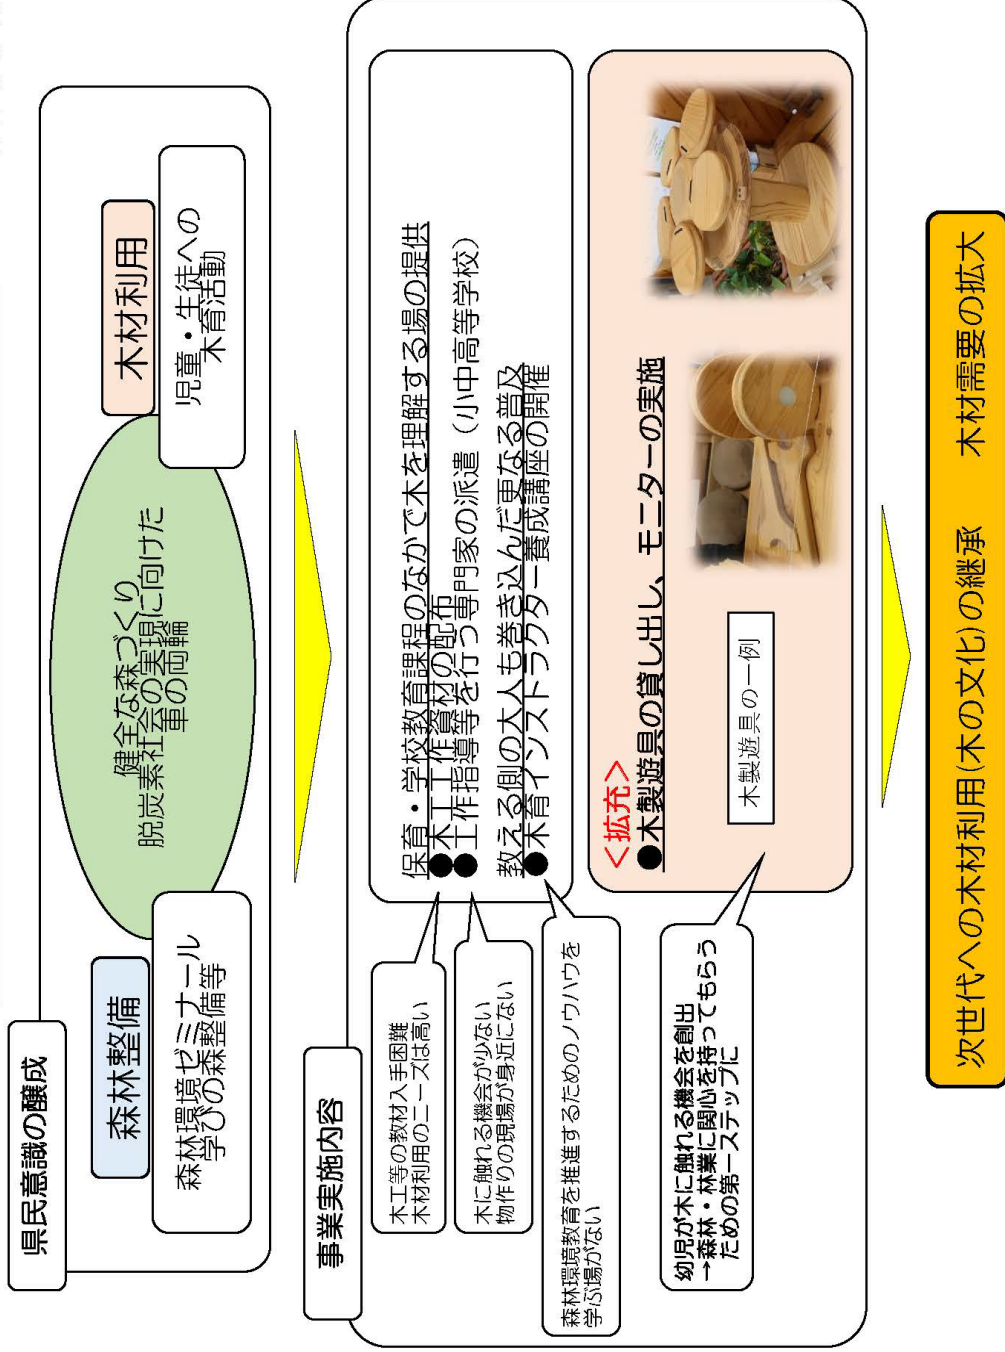 県民意識の醸成
森林整備
森林環境ゼミナール
学びの森整備等
健全な森づくり
脱炭素社会の実現に向けた
車の両輪
木材利用
児童・生徒への
木育活動
事業実施内容
木工等の教材入手困難
木材利用のニーズは高い
木に触れる機会が少ない
物作りの現場が身近にない
森林環境教育を推進するためのノウハウを
学ぶ場がない
保育・学校教育課程のなかで木を理解する場の提供
●木工工作資材の配布
●工作指導等を行う専門家の派遣（小中高等学校）
教える側の大人も巻き込んだ更なる普及
●木育インストラクター養成講座の開催
幼児が木に触れる機会を創出
→森林・林業に関心を持ってもらう
ための第一ステップに
＜拡充＞
●木製遊具の貸し出し、モニターの実施
木製遊具の一例
次世代への木材利用(木の文化)の継承　木材需要の拡大